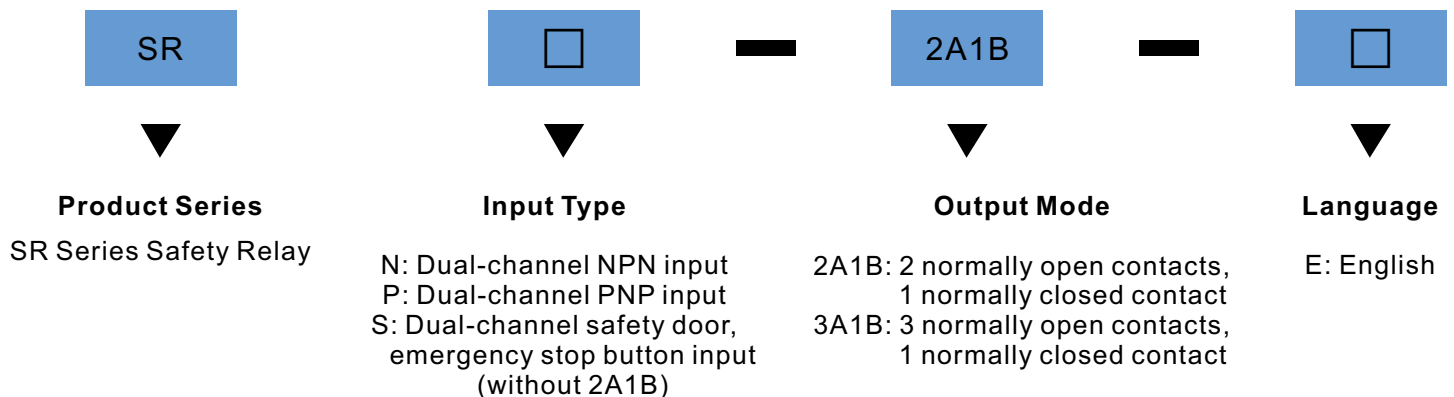 SR □ — 2A1B — □
Product Series
SR Series Safety Relay
Input Type
N: Dual-channel NPN input
P: Dual-channel PNP input
S: Dual-channel safety door,
emergency stop button input
(without 2A1B)
Output Mode
2A1B: 2 normally open contacts,
1 normally closed contact
3A1B: 3 normally open contacts,
1 normally closed contact
Language
E: English